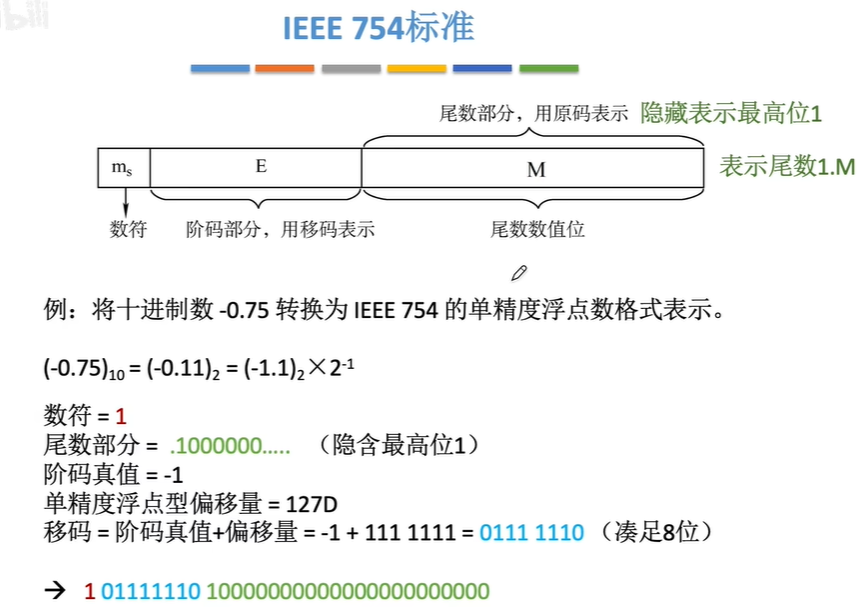 IEEE 754标准
尾数部分，用原码表示 隐藏表示最高位1
mₛ E M 表示尾数1.M
数符 阶码部分，用移码表示 尾数数值位
例：将十进制数 -0.75 转换为 IEEE 754 的单精度浮点数格式表示。
(-0.75)₁₀ = (-0.11)₂ = (-1.1)₂×2⁻¹
数符 = 1
尾数部分 = .1000000..... （隐含最高位1）
阶码真值 = -1
单精度浮点型偏移量 = 127D
移码 = 阶码真值+偏移量 = -1 + 111 1111 = 0111 1110 （凑足8位）
→ 1 01111110 10000000000000000000000